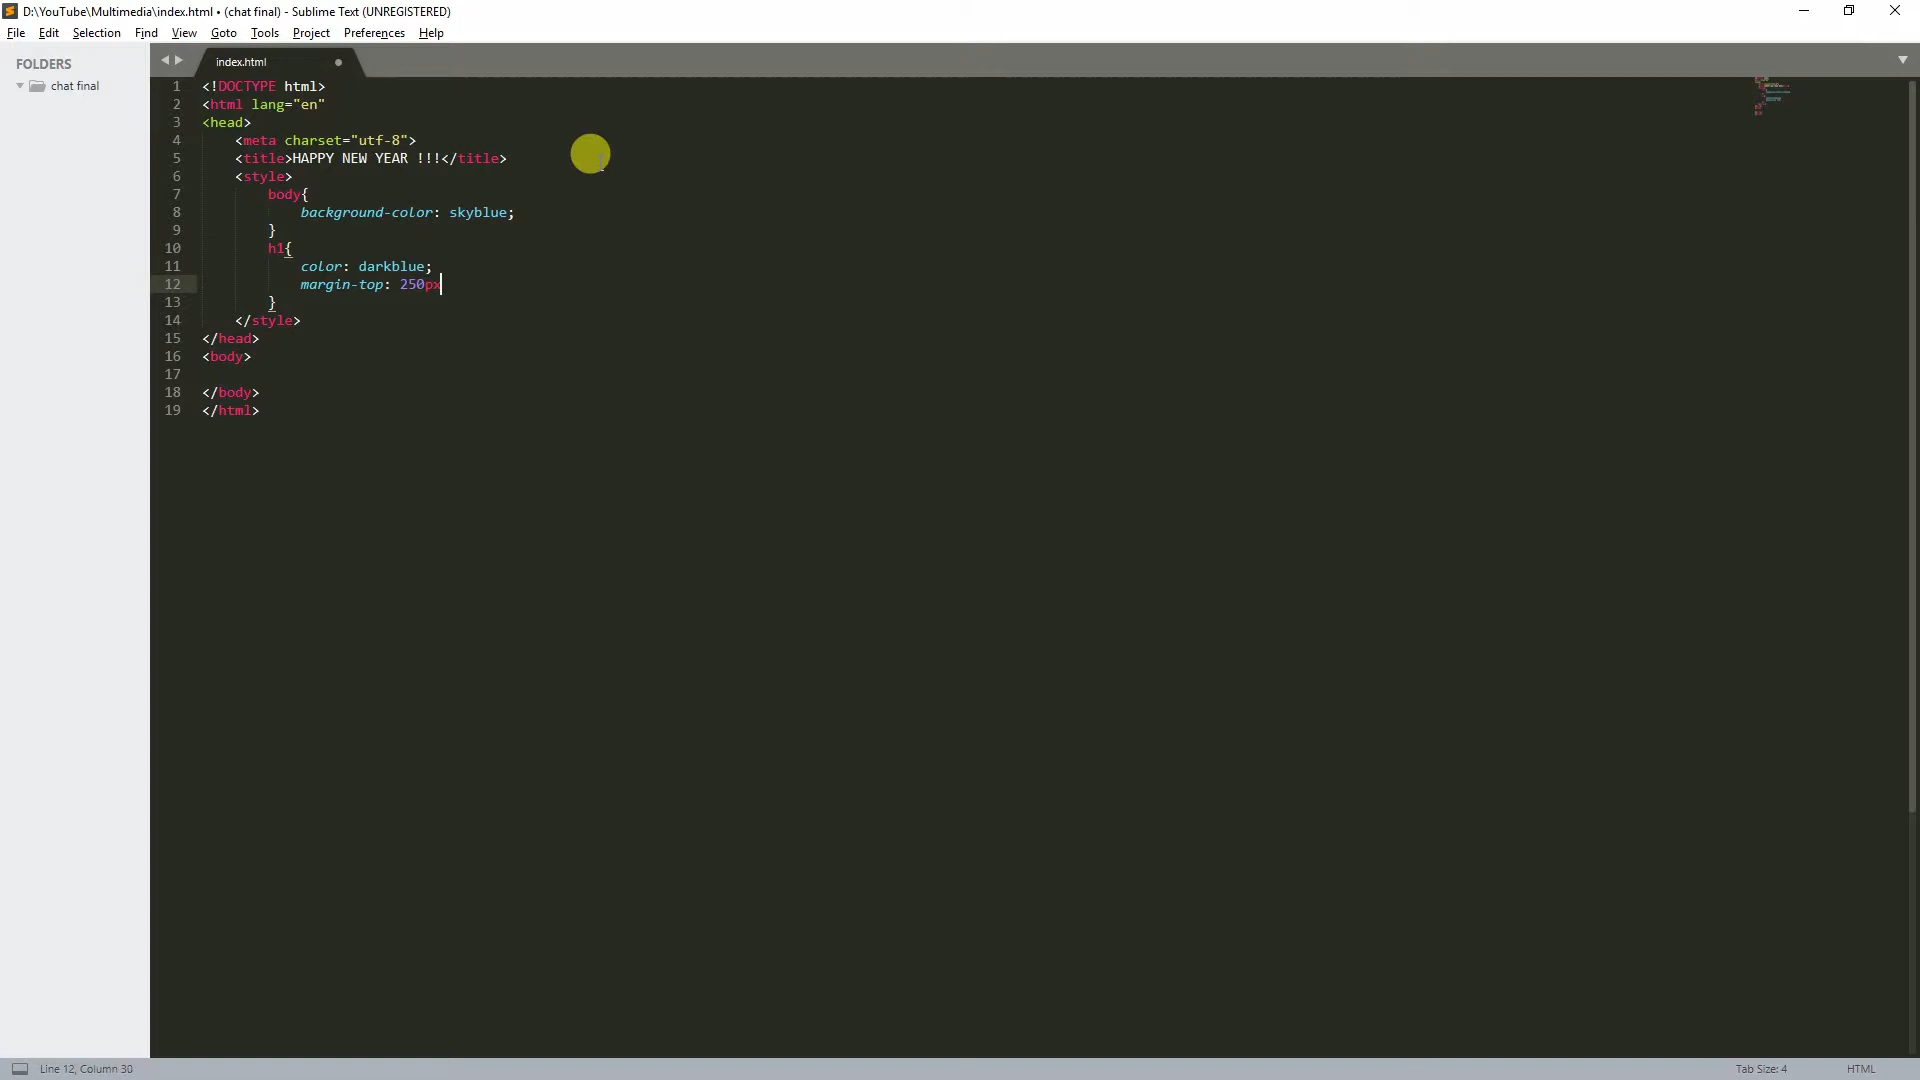 D:\YouTube\Multimedia\index.html • (chat final) - Sublime Text (UNREGISTERED)
File Edit Selection View Find Goto Tools Project Preferences Help
FOLDERS
chat final
index.html
1 <!DOCTYPE html>
2 <html lang="en"
3 <head>
4 <meta charset="utf-8">
5 <title>HAPPY NEW YEAR !!!</title>
6 <style>
7 body{
8 background-color: skyblue;
9 }
10 h1{
11 color: darkblue;
12 margin-top: 250px
13 }
14 </style>
15 </head>
16 <body>
17
18 </body>
19 </html>
Line 12, Column 30
Tab Size: 4
HTML